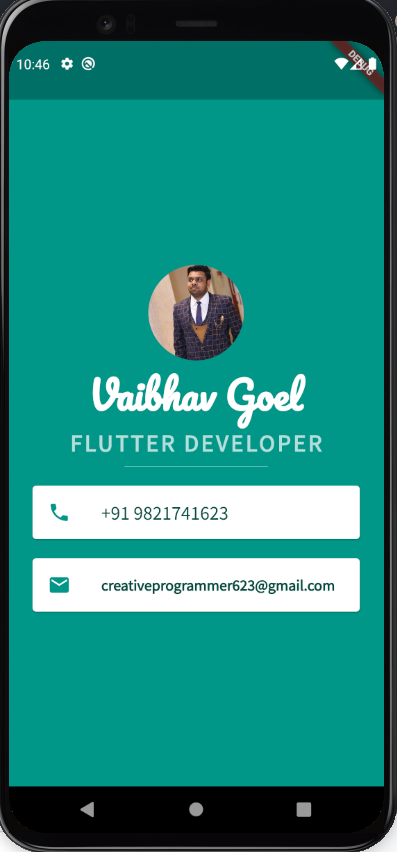 10:46
DEBUG
Vaibhav Goel
FLUTTER DEVELOPER
+91 9821741623
creativeprogrammer623@gmail.com